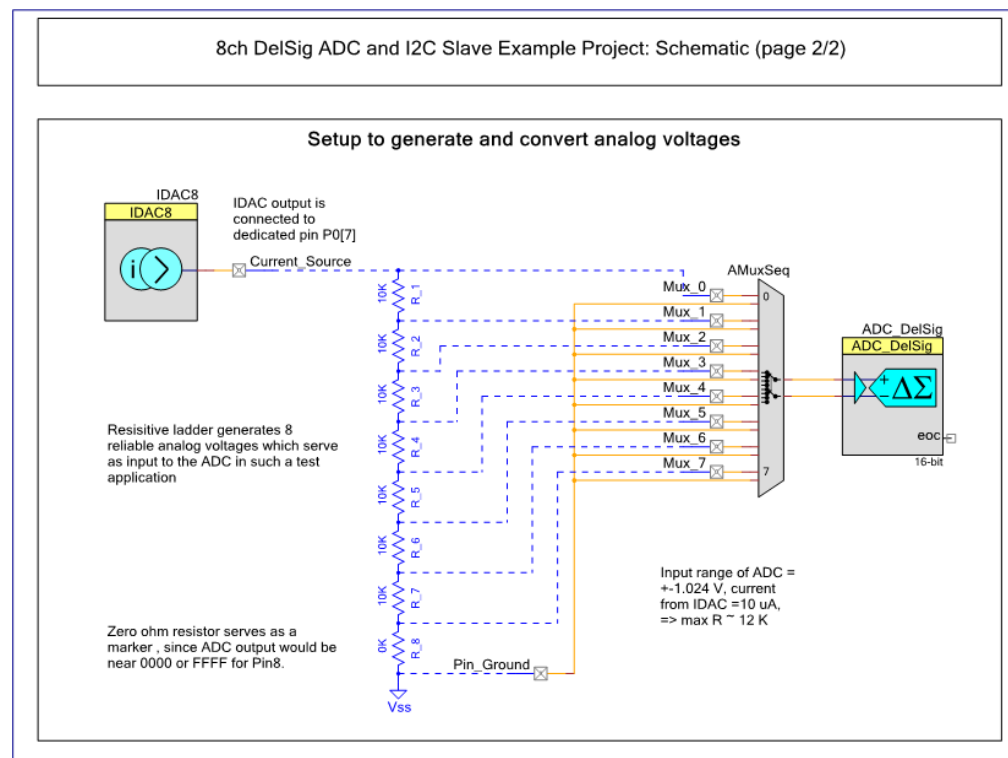 8ch DelSig ADC and I2C Slave Example Project: Schematic (page 2/2)
Setup to generate and convert analog voltages
IDAC8
IDAC8
i
IDAC output is
connected to
dedicated pin P0[7]
Current_Source
10K
R_1
10K
R_2
10K
R_3
10K
R_4
10K
R_5
10K
R_6
10K
R_7
0K
R_8
Vss
Mux_0
Mux_1
Mux_2
Mux_3
Mux_4
Mux_5
Mux_6
Mux_7
AMuxSeq
0
7
ADC_DelSig
ADC_DelSig
+
−
ΔΣ
eoc
16-bit
Resisitive ladder generates 8
reliable analog voltages which serve
as input to the ADC in such a test
application
Zero ohm resistor serves as a
marker , since ADC output would be
near 0000 or FFFF for Pin8.
Pin_Ground
Input range of ADC =
+-1.024 V, current
from IDAC =10 uA,
=> max R ~ 12 K